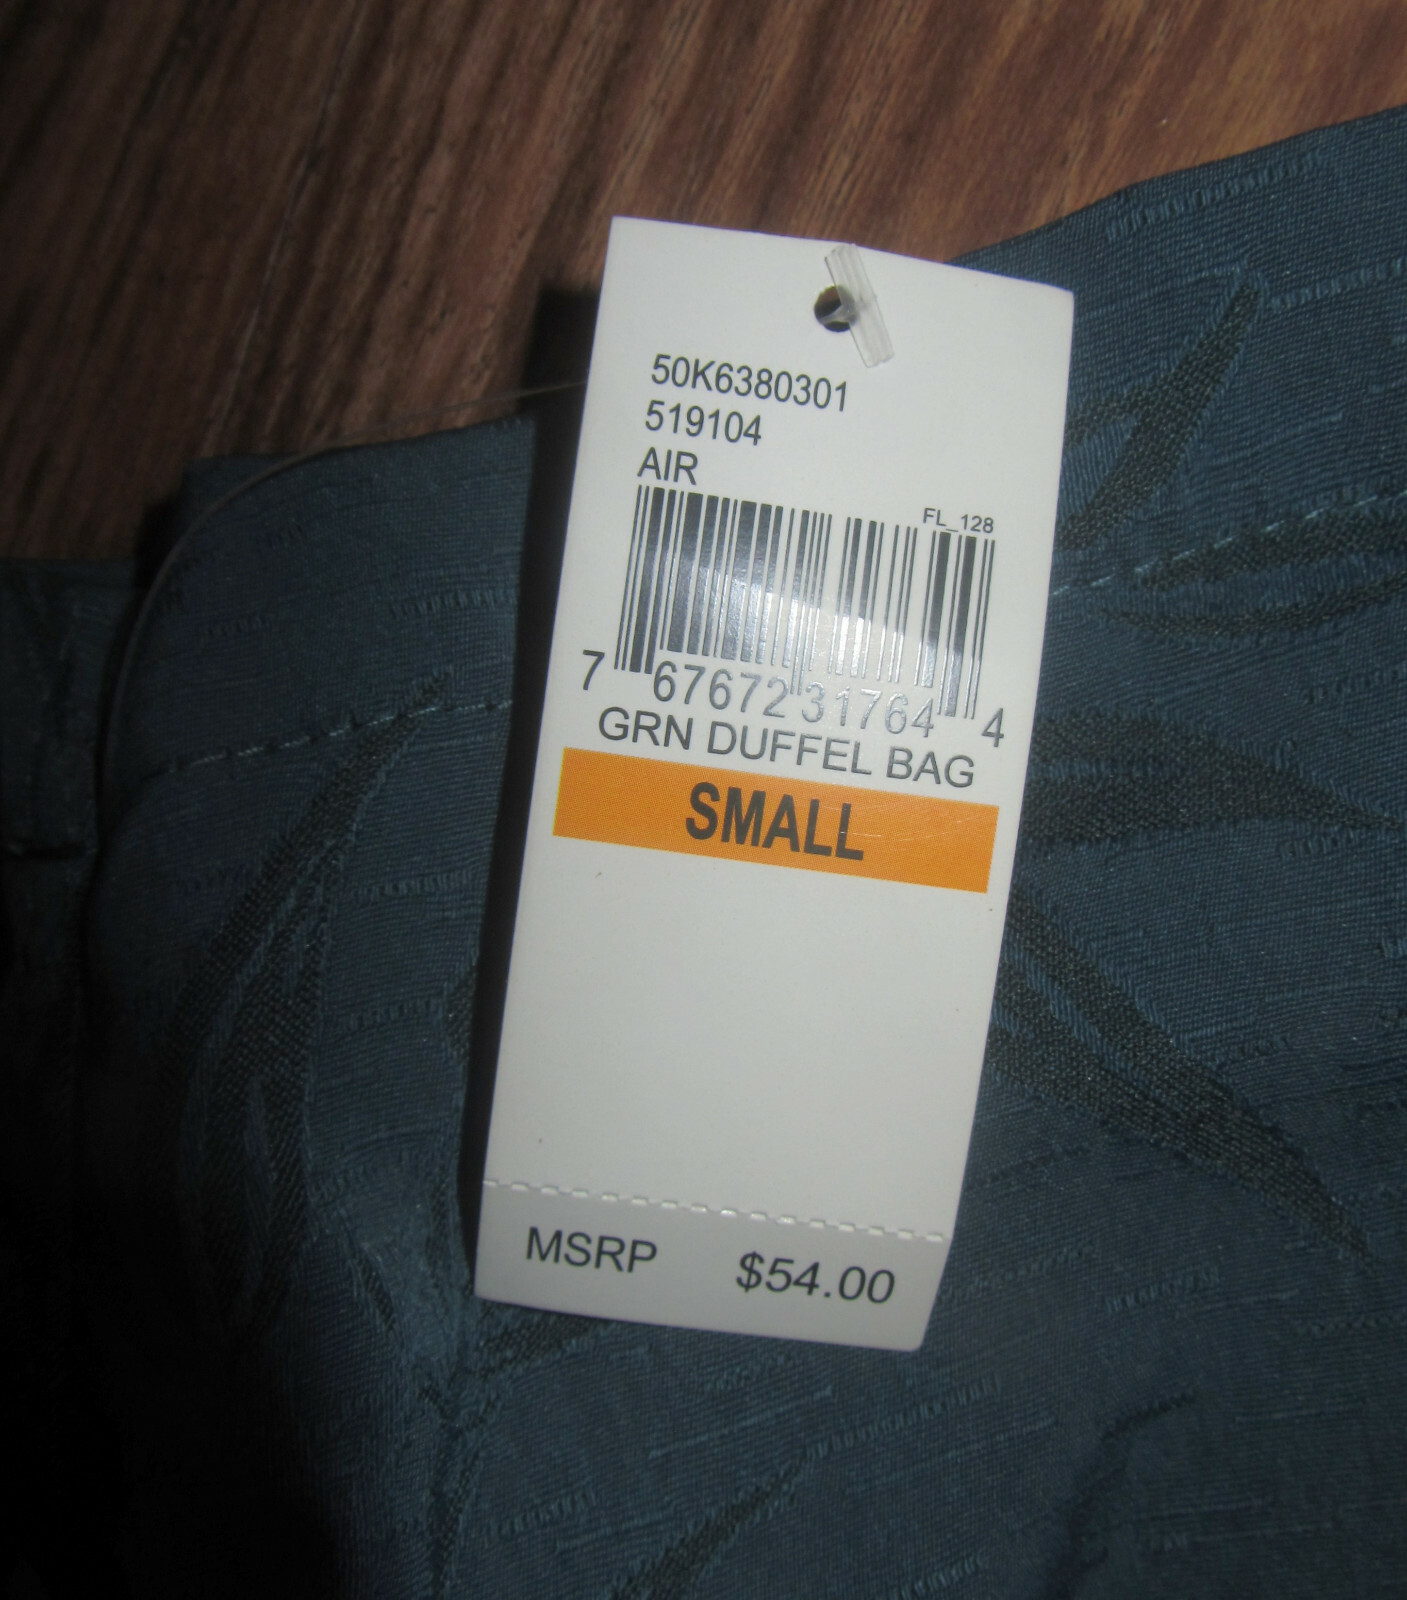 50K6380301
519104
AIR
FL_128
7 67672 31764 4
GRN DUFFEL BAG
SMALL
MSRP $54.00